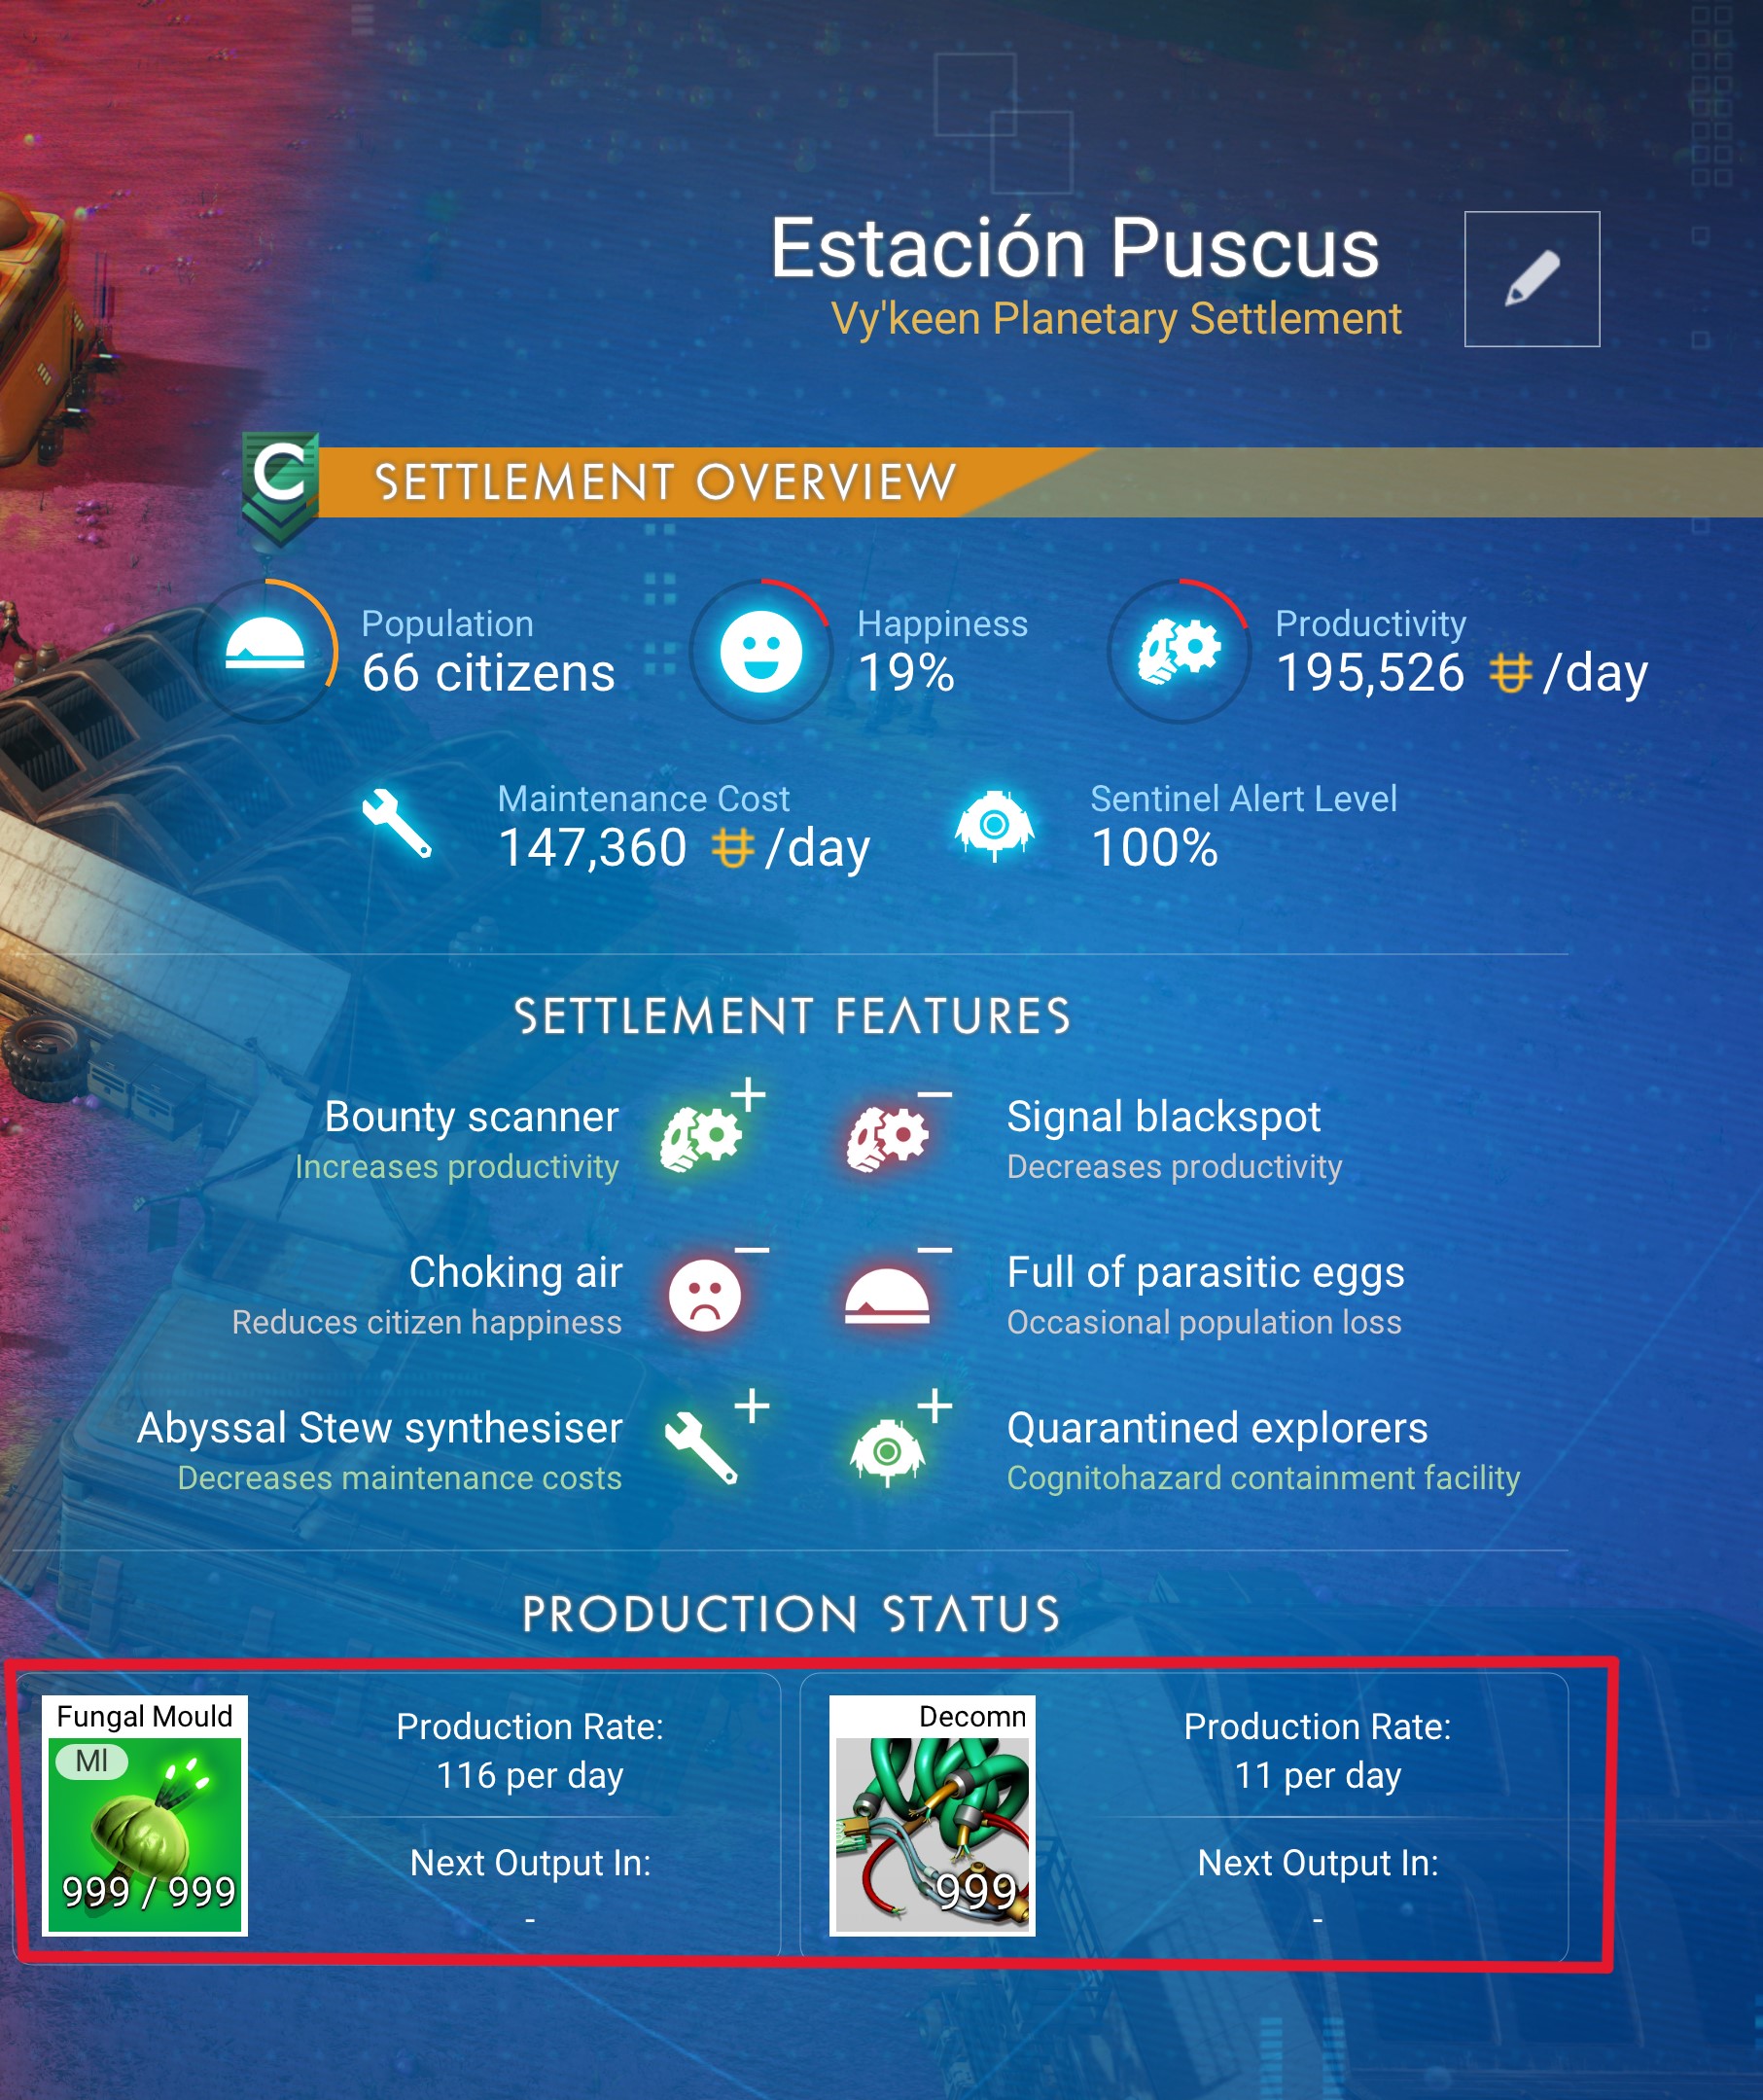 Estación Puscus
Vy'keen Planetary Settlement
C SETTLEMENT OVERVIEW
Population
66 citizens
Happiness
19%
Productivity
195,526 /day
Maintenance Cost
147,360 /day
Sentinel Alert Level
100%
SETTLEMENT FEATURES
Bounty scanner
Increases productivity
Signal blackspot
Decreases productivity
Choking air
Reduces citizen happiness
Full of parasitic eggs
Occasional population loss
Abyssal Stew synthesiser
Decreases maintenance costs
Quarantined explorers
Cognitohazard containment facility
PRODUCTION STATUS
Fungal Mould
Ml
999 / 999
Production Rate:
116 per day
Next Output In:
-
Decomn
999
Production Rate:
11 per day
Next Output In:
-